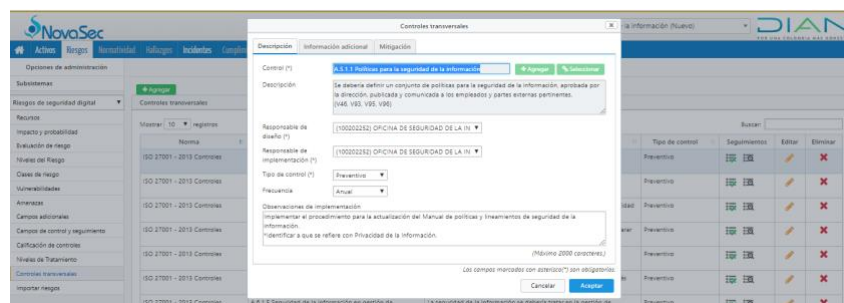 NovaSec
Controles transversales
la información (Nuevo)
DIAN
POR UNA COLOMBIA MÁS HONESTA
Activos Riesgos Normatividad Hallazgos Incidentes
Opciones de administración
Subsistemas
Riesgos de seguridad digital
Recursos
Impacto y probabilidad
Evaluación de riesgo
Niveles del Riesgo
Clases de riesgo
Vulnerabilidades
Amenazas
Campos adicionales
Campos de control y seguimiento
Calificación de controles
Niveles de Tratamiento
Controles transversales
Importar riesgos
Agregar
Controles transversales
Mostrar 10 registros
Buscar:
Norma
Tipo de control Seguimientos Editar Eliminar
ISO 27001 - 2013 Controles
Preventivo
ISO 27001 - 2013 Controles
Preventivo
ISO 27001 - 2013 Controles
Preventivo
ISO 27001 - 2013 Controles
Preventivo
ISO 27001 - 2013 Controles
Preventivo
Descripción Información adicional Mitigación
Control (*)
A.5.1.1 Políticas para la seguridad de la información
Agregar Seleccionar
Descripción
Se debería definir un conjunto de políticas para la seguridad de la información, aprobada por
la dirección, publicada y comunicada a los empleados y partes externas pertinentes.
(V46, V93, V95, V96)
Responsable de
diseño (*)
(100202252) OFICINA DE SEGURIDAD DE LA IN
Responsable de
implementación (*)
(100202252) OFICINA DE SEGURIDAD DE LA IN
Tipo de control (*)
Preventivo
Frecuencia
Anual
Observaciones de implementación
Implementar el procedimiento para la actualización del Manual de políticas y lineamientos de seguridad de la
información.
*Identificar a que se refiere con Privacidad de la Información.
(Máximo 2000 caracteres.)
Los campos marcados con asterisco(*) son obligatorios.
Cancelar Aceptar